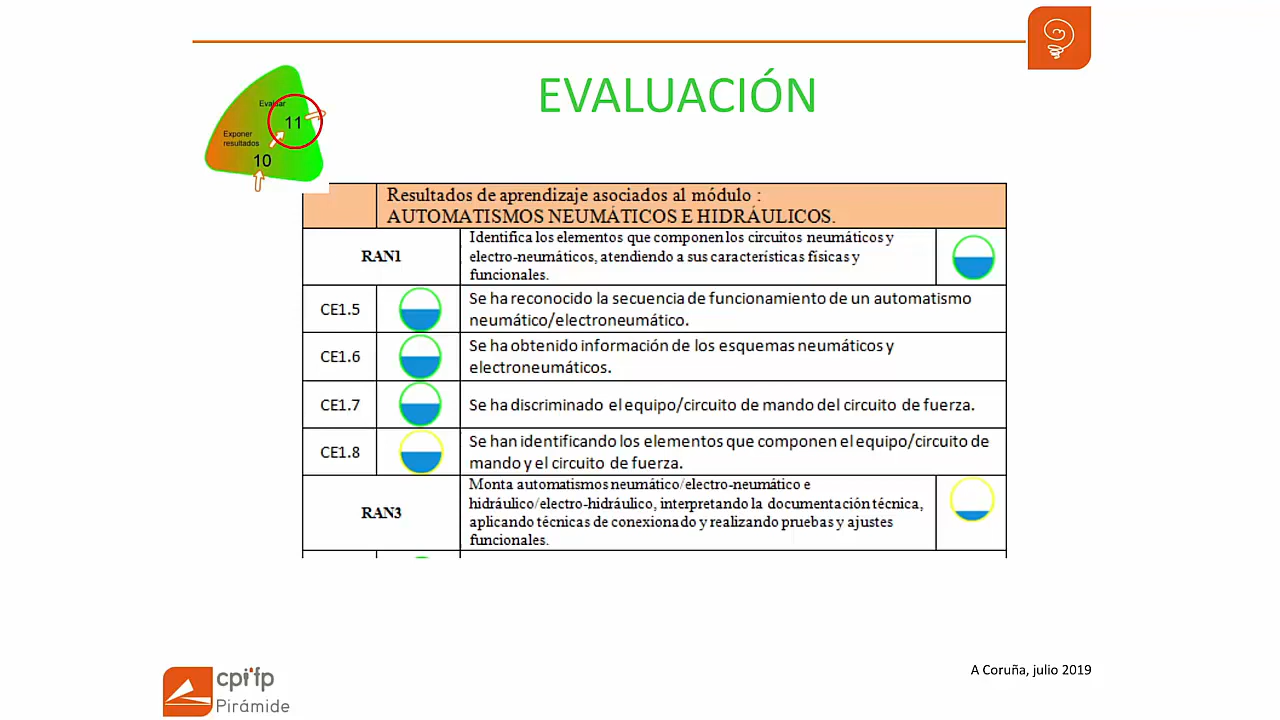 EVALUACIÓN
Evaluar
11
Exponer
resultados
10
Resultados de aprendizaje asociados al módulo :
AUTOMATISMOS NEUMÁTICOS E HIDRÁULICOS.
RAN1
Identifica los elementos que componen los circuitos neumáticos y
electro-neumáticos, atendiendo a sus características físicas y
funcionales.
CE1.5
Se ha reconocido la secuencia de funcionamiento de un automatismo
neumático/electroneumático.
CE1.6
Se ha obtenido información de los esquemas neumáticos y
electroneumáticos.
CE1.7
Se ha discriminado el equipo/circuito de mando del circuito de fuerza.
CE1.8
Se han identificando los elementos que componen el equipo/circuito de
mando y el circuito de fuerza.
RAN3
Monta automatismos neumático/electro-neumático e
hidráulico/electro-hidráulico, interpretando la documentación técnica,
aplicando técnicas de conexionado y realizando pruebas y ajustes
funcionales.
A Coruña, julio 2019
cpifp
Pirámide